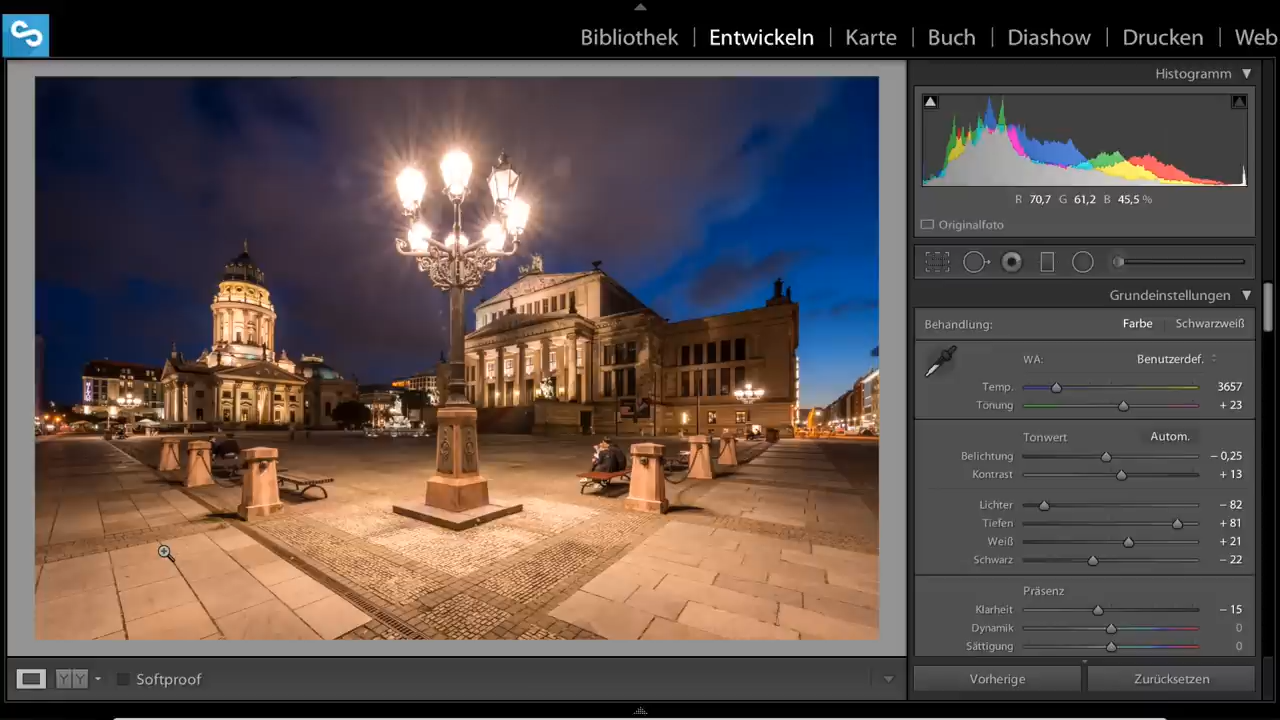 Bibliothek | Entwickeln | Karte | Buch | Diashow | Drucken | Web
Histogramm
R 70,7 G 61,2 B 45,5 %
Originalfoto
Grundeinstellungen
Behandlung: Farbe Schwarzweiß
WA: Benutzerdef.
Temp. 3657
Tönung + 23
Tonwert Autom.
Belichtung − 0,25
Kontrast + 13
Lichter − 82
Tiefen + 81
Weiß + 21
Schwarz − 22
Präsenz
Klarheit − 15
Dynamik 0
Sättigung 0
YY Softproof Vorherige Zurücksetzen